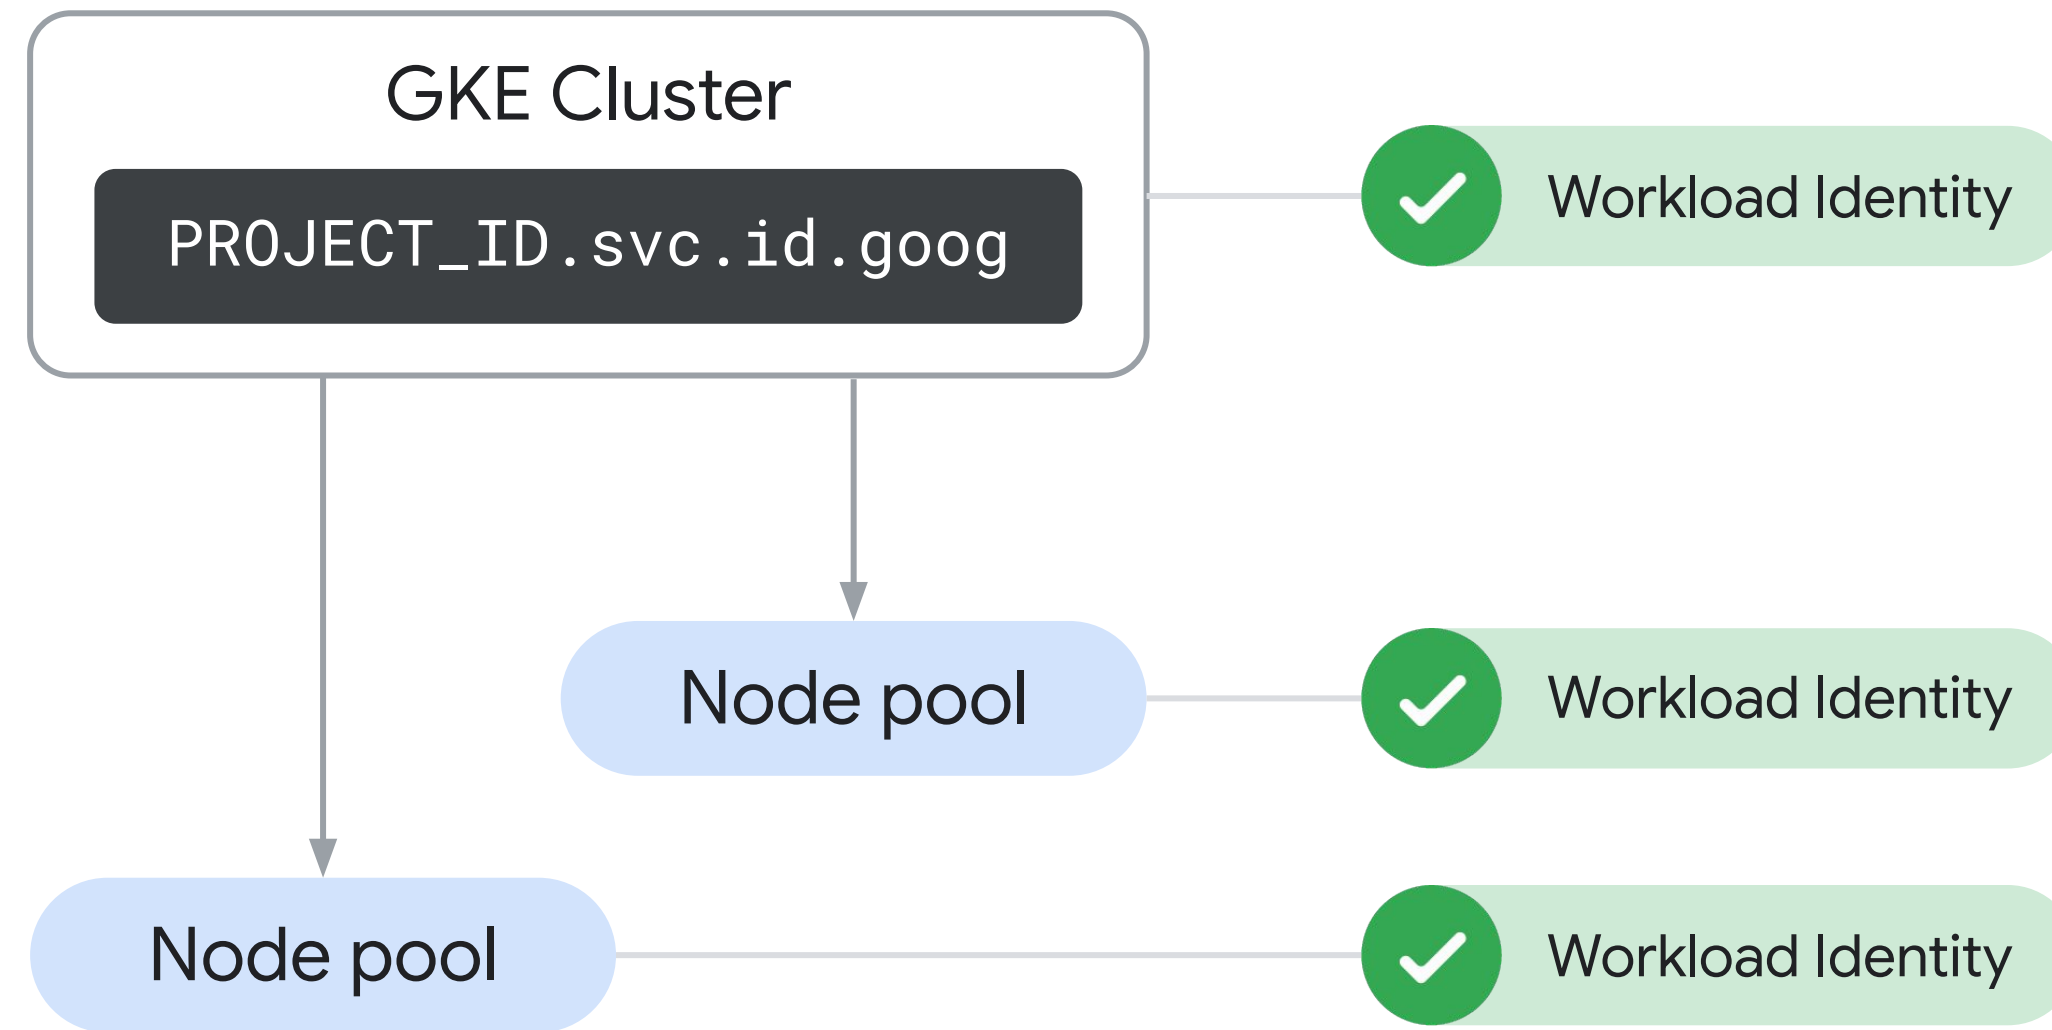 GKE Cluster
PROJECT_ID.svc.id.goog
Workload Identity
Node pool
Workload Identity
Node pool
Workload Identity